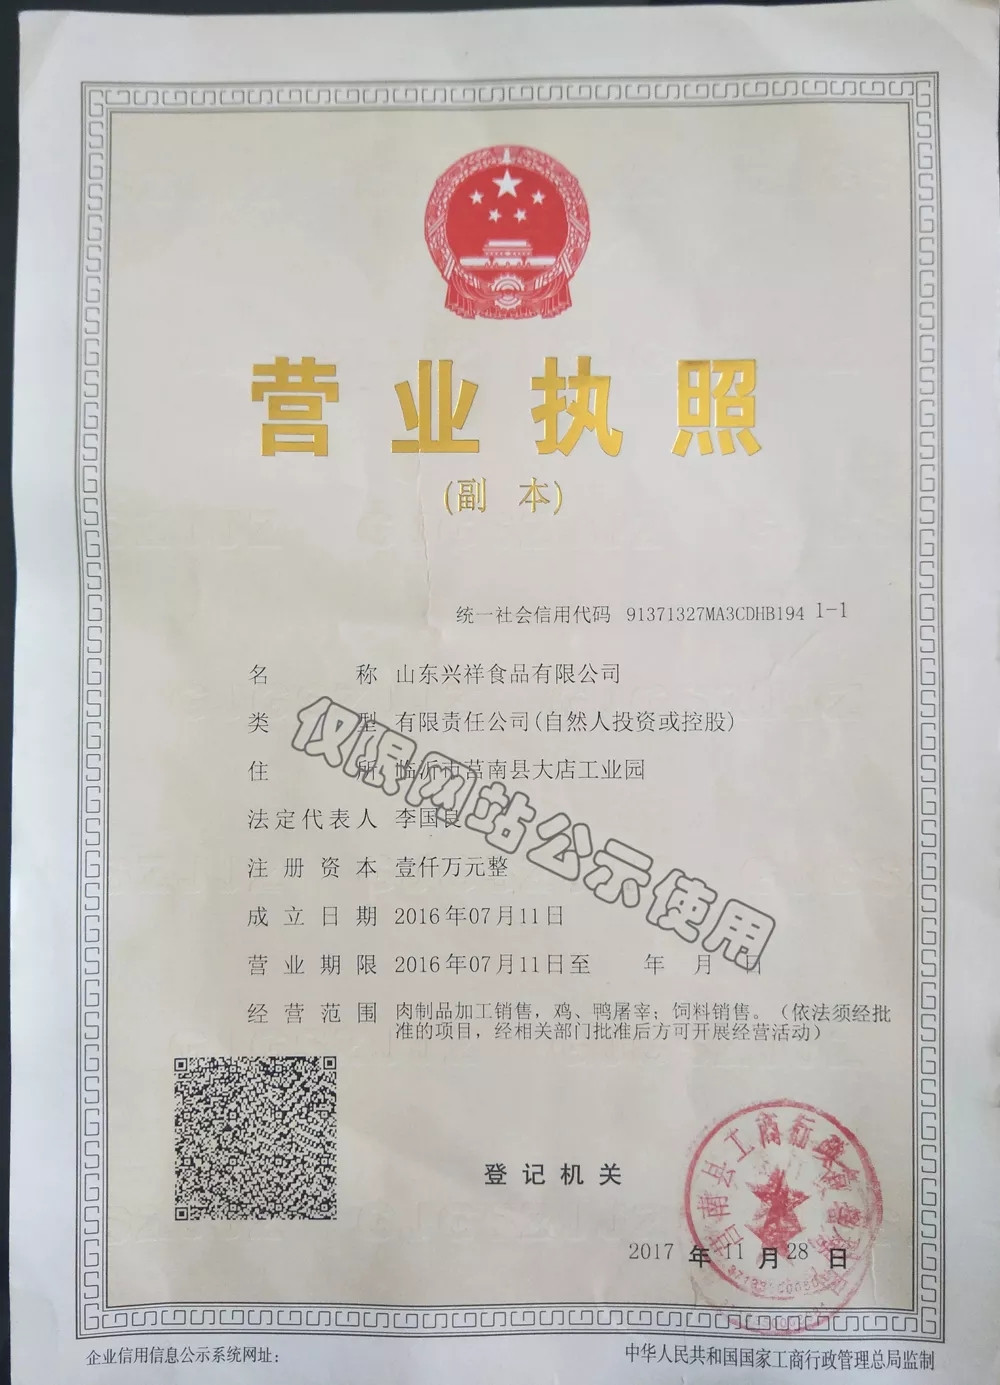 营业执照
(副 本)
统一社会信用代码 91371327MA3CDHB194 1-1
名 称 山东兴祥食品有限公司
类 型 有限责任公司(自然人投资或控股)
住 所 临沂市莒南县大店工业园
法定代表人 李国良
注册资本 壹仟万元整
成立日期 2016年07月11日
营业期限 2016年07月11日至 年 月 日
经营范围 肉制品加工销售，鸡、鸭屠宰；饲料销售。（依法须经批
准的项目，经相关部门批准后方可开展经营活动）
仅限网站公示使用
登记机关
莒南县工商行政管理局
2017 年 11 月 28 日
企业信用信息公示系统网址：
中华人民共和国国家工商行政管理总局监制